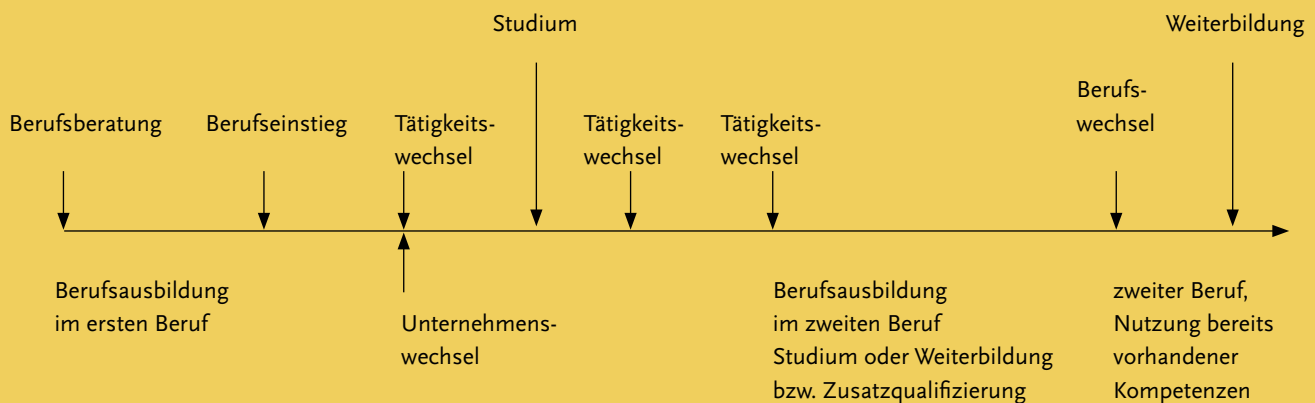 Studium
Weiterbildung
Berufs-
wechsel
Berufsberatung
Berufseinstieg
Tätigkeits-
wechsel
Tätigkeits-
wechsel
Tätigkeits-
wechsel
Berufsausbildung
im ersten Beruf
Unternehmens-
wechsel
Berufsausbildung
im zweiten Beruf
Studium oder Weiterbildung
bzw. Zusatzqualifizierung
zweiter Beruf,
Nutzung bereits
vorhandener
Kompetenzen